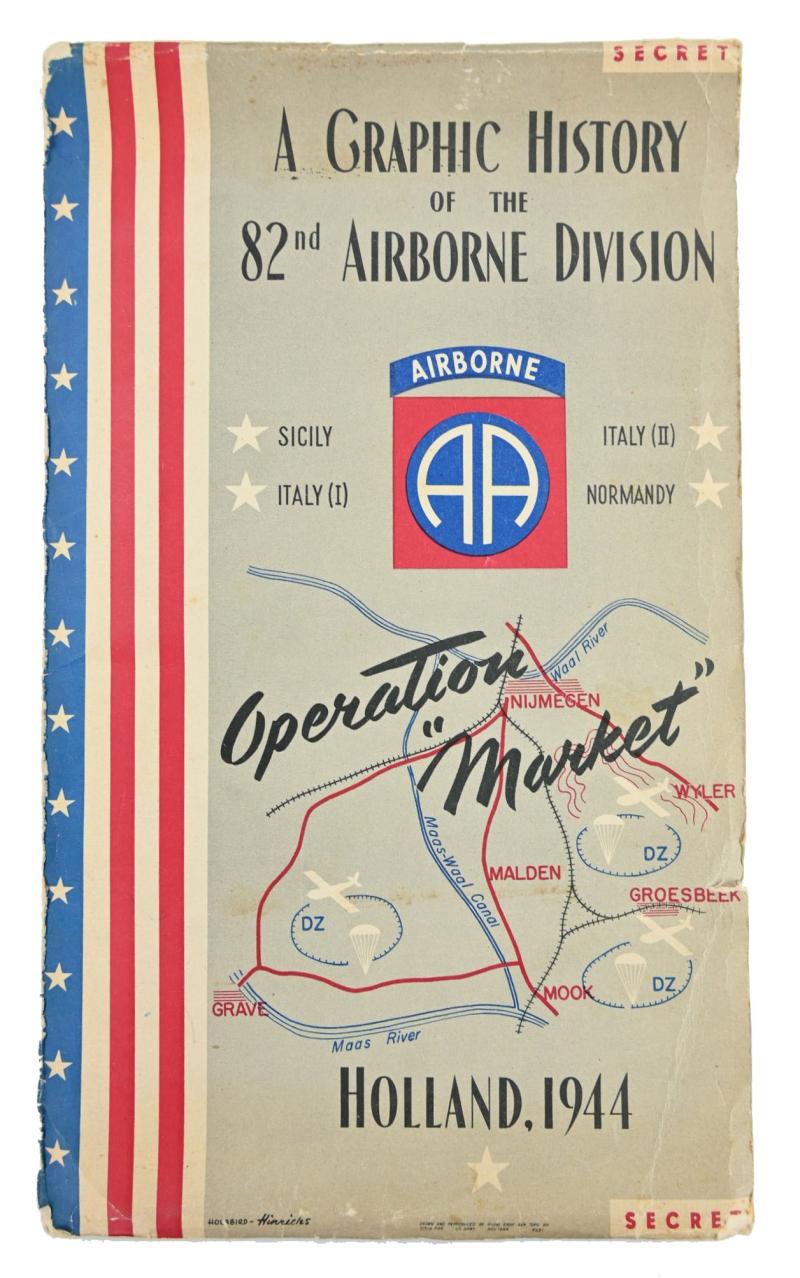 SECRET
A GRAPHIC HISTORY
OF THE
82nd AIRBORNE DIVISION
AIRBORNE
AA
SICILY
ITALY (II)
ITALY (I)
NORMANDY
Operation
"Market"
Waal River
NIJMEGEN
WYLER
DZ
Maas-Waal Canal
MALDEN
GROESBEEK
DZ
DZ
MOOK
GRAVE
Maas River
HOLLAND, 1944
HOLABIRD - Hinrichs
SECRET